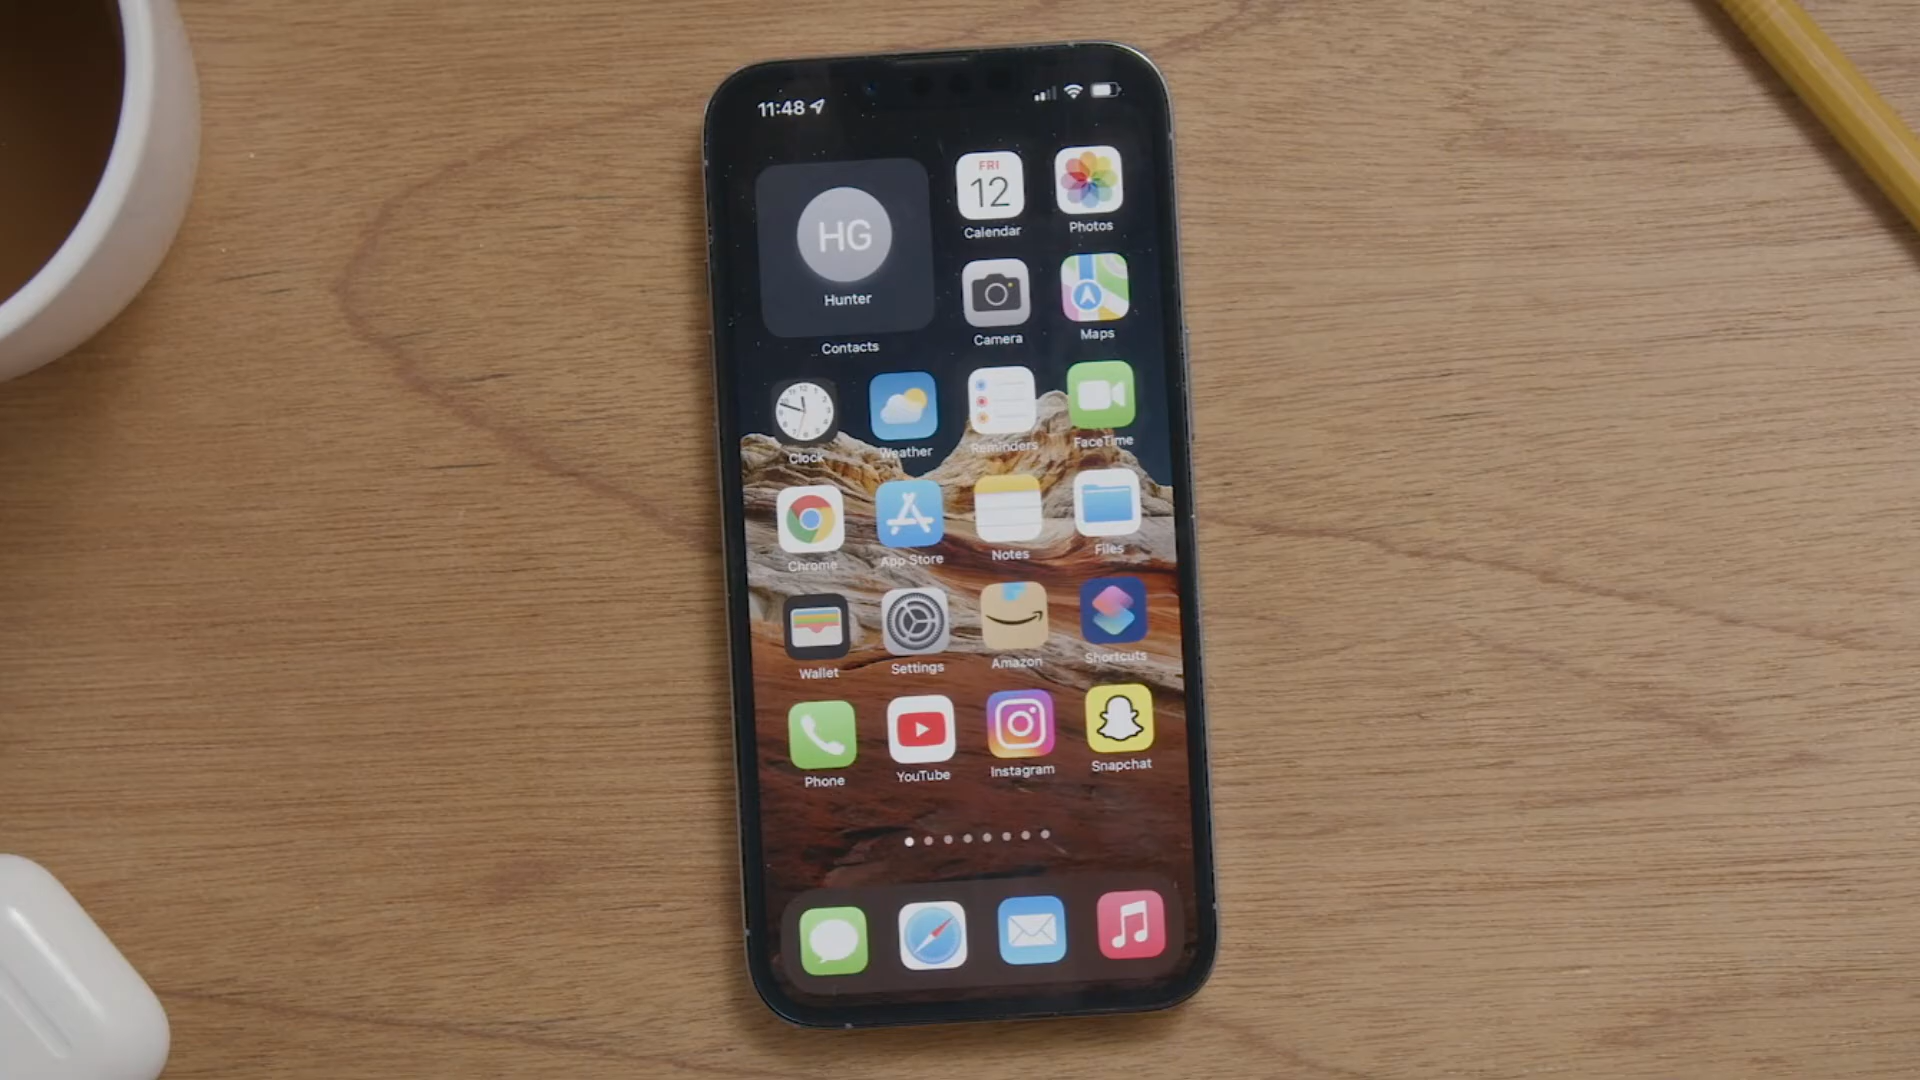 11:48
HG
Hunter
Contacts
FRI
12
Calendar
Photos
Camera
Maps
Clock
Weather
Reminders
FaceTime
Chrome
App Store
Notes
Files
Wallet
Settings
Amazon
Shortcuts
Phone
YouTube
Instagram
Snapchat